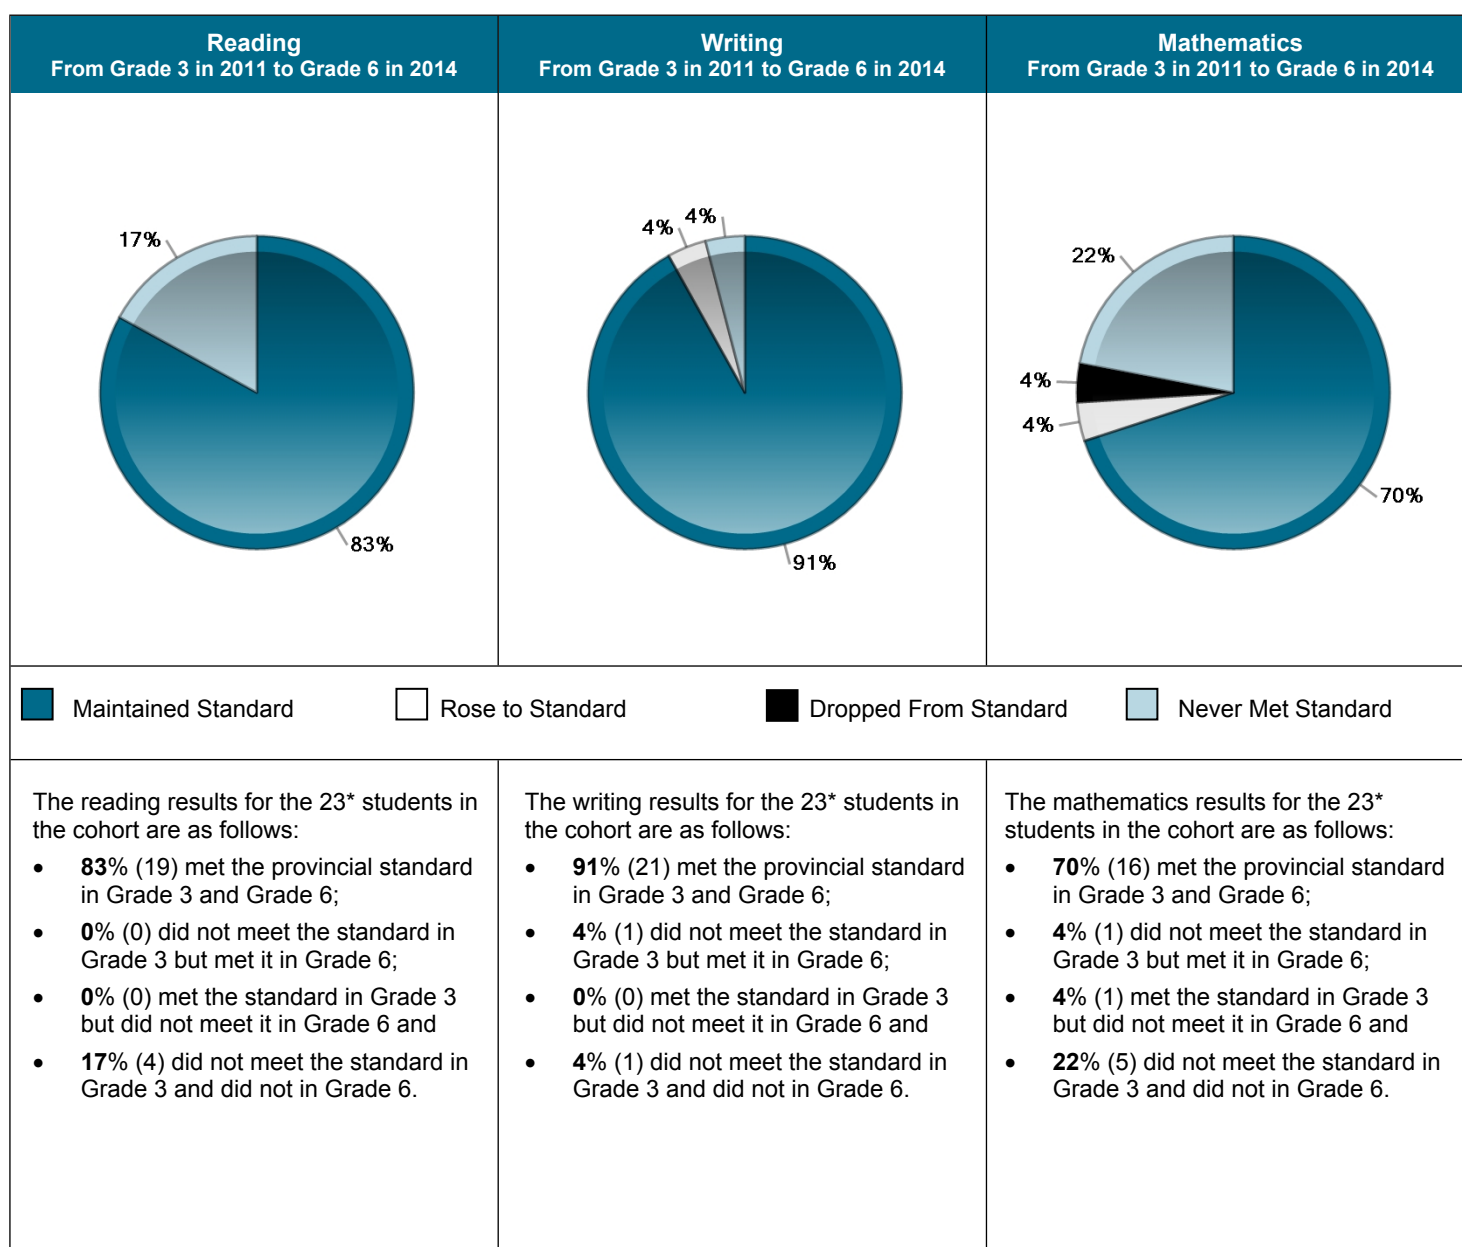 Reading
From Grade 3 in 2011 to Grade 6 in 2014
Writing
From Grade 3 in 2011 to Grade 6 in 2014
Mathematics
From Grade 3 in 2011 to Grade 6 in 2014
17%
83%
4%
4%
91%
22%
4%
4%
70%
Maintained Standard
Rose to Standard
Dropped From Standard
Never Met Standard
The reading results for the 23* students in
the cohort are as follows:
• 83% (19) met the provincial standard
in Grade 3 and Grade 6;
• 0% (0) did not meet the standard in
Grade 3 but met it in Grade 6;
• 0% (0) met the standard in Grade 3
but did not meet it in Grade 6 and
• 17% (4) did not meet the standard in
Grade 3 and did not in Grade 6.
The writing results for the 23* students in
the cohort are as follows:
• 91% (21) met the provincial standard
in Grade 3 and Grade 6;
• 4% (1) did not meet the standard in
Grade 3 but met it in Grade 6;
• 0% (0) met the standard in Grade 3
but did not meet it in Grade 6 and
• 4% (1) did not meet the standard in
Grade 3 and did not in Grade 6.
The mathematics results for the 23*
students in the cohort are as follows:
• 70% (16) met the provincial standard
in Grade 3 and Grade 6;
• 4% (1) did not meet the standard in
Grade 3 but met it in Grade 6;
• 4% (1) met the standard in Grade 3
but did not meet it in Grade 6 and
• 22% (5) did not meet the standard in
Grade 3 and did not in Grade 6.